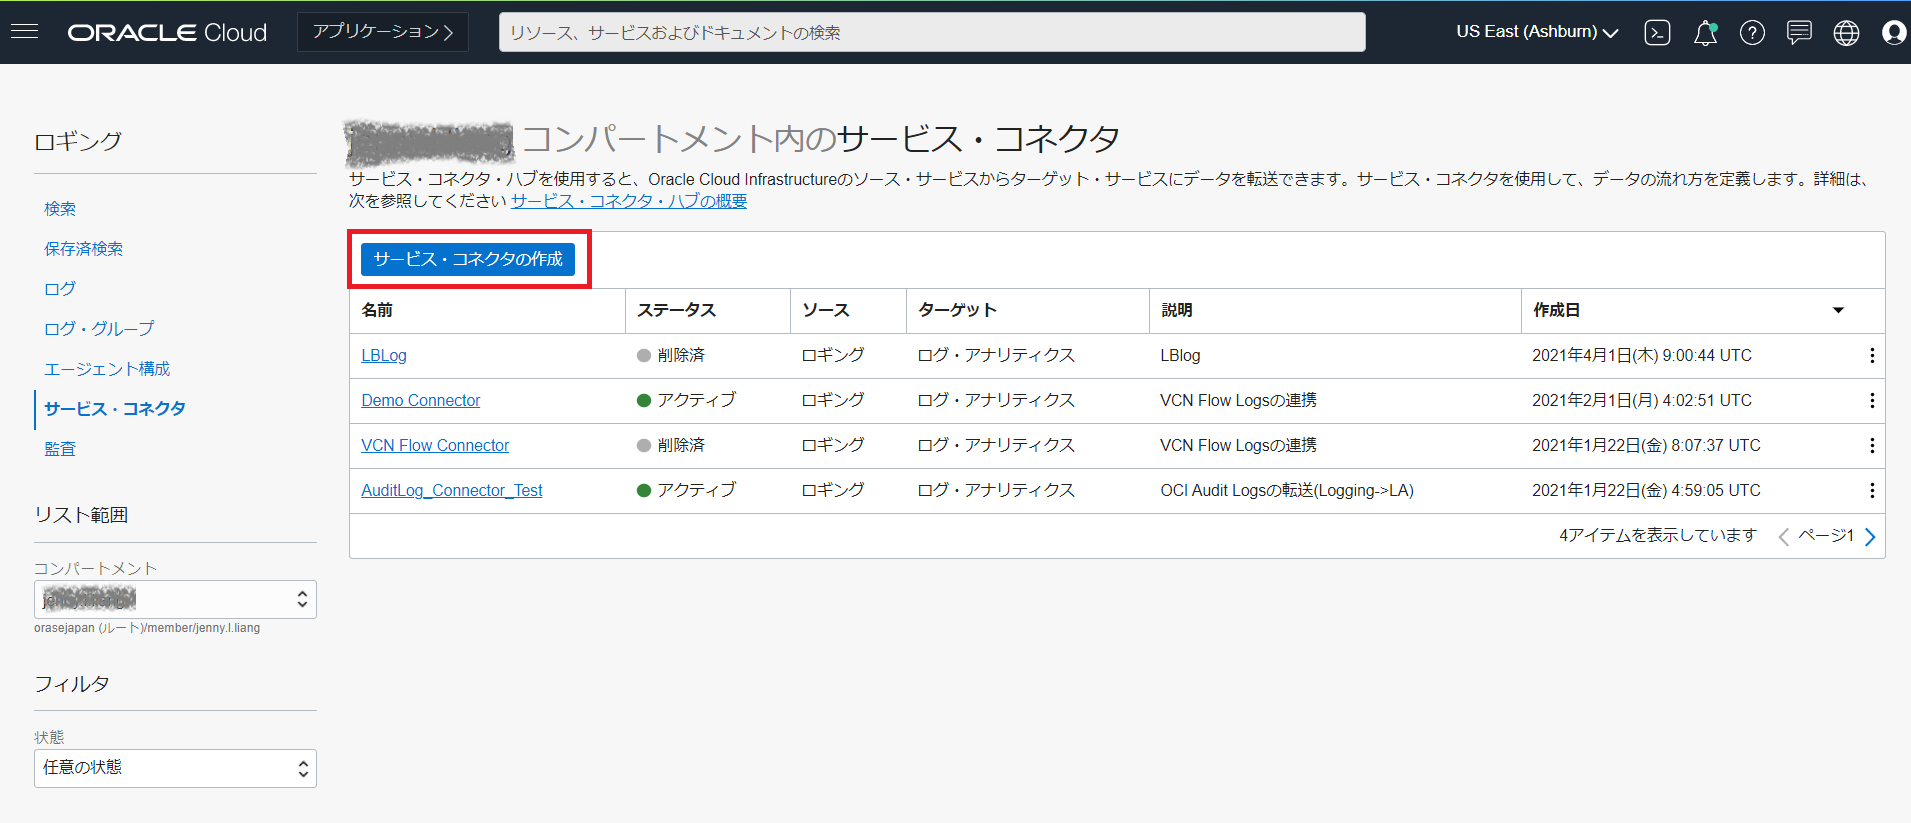 ORACLE Cloud
アプリケーション
リソース、サービスおよびドキュメントの検索
US East (Ashburn)
ロギング
検索
保存済検索
ログ
ログ・グループ
エージェント構成
サービス・コネクタ
監査
リスト範囲
コンパートメント
orasejapan (ルート)/member/jenny.l.liang
フィルタ
状態
任意の状態
コンパートメント内のサービス・コネクタ
サービス・コネクタ・ハブを使用すると、Oracle Cloud Infrastructureのソース・サービスからターゲット・サービスにデータを転送できます。サービス・コネクタを使用して、データの流れ方を定義します。詳細は、
次を参照してください サービス・コネクタ・ハブの概要
サービス・コネクタの作成
名前 ステータス ソース ターゲット 説明 作成日
LBLog 削除済 ロギング ログ・アナリティクス LBlog 2021年4月1日(木) 9:00:44 UTC
Demo Connector アクティブ ロギング ログ・アナリティクス VCN Flow Logsの連携 2021年2月1日(月) 4:02:51 UTC
VCN Flow Connector 削除済 ロギング ログ・アナリティクス VCN Flow Logsの連携 2021年1月22日(金) 8:07:37 UTC
AuditLog_Connector_Test アクティブ ロギング ログ・アナリティクス OCI Audit Logsの転送(Logging->LA) 2021年1月22日(金) 4:59:05 UTC
4アイテムを表示しています ページ1